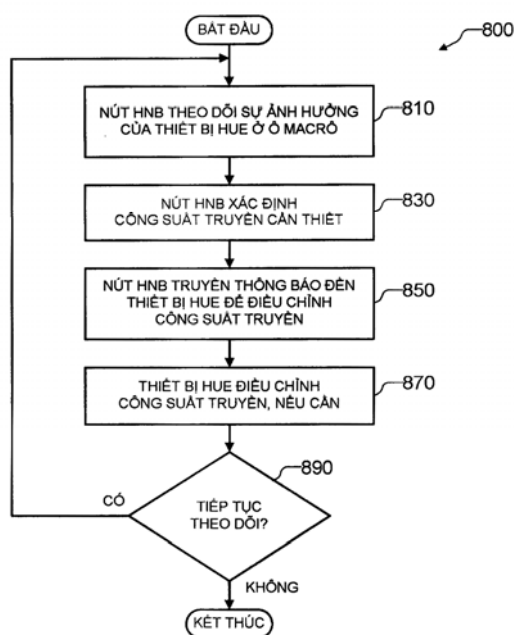 BẮT ĐẦU
800
NÚT HNB THEO DÕI SỰ ẢNH HƯỞNG
CỦA THIẾT BỊ HUE Ở Ô MACRÔ
810
NÚT HNB XÁC ĐỊNH
CÔNG SUẤT TRUYỀN CẦN THIẾT
830
NÚT HNB TRUYỀN THÔNG BÁO ĐẾN
THIẾT BỊ HUE ĐỂ ĐIỀU CHỈNH
CÔNG SUẤT TRUYỀN
850
THIẾT BỊ HUE ĐIỀU CHỈNH
CÔNG SUẤT TRUYỀN, NẾU CẦN
870
890
CÓ
TIẾP TỤC
THEO DÕI?
KHÔNG
KẾT THÚC